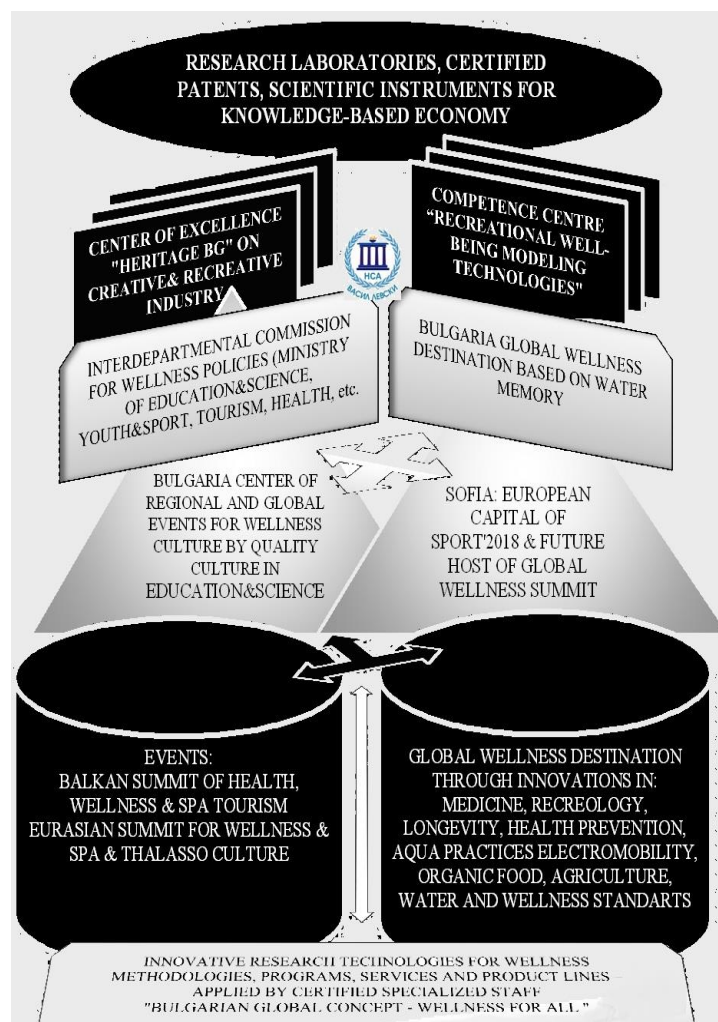 RESEARCH LABORATORIES, CERTIFIED
PATENTS, SCIENTIFIC INSTRUMENTS FOR
KNOWLEDGE-BASED ECONOMY
CENTER OF EXCELLENCE
"HERITAGE BG" ON
CREATIVE& RECREATIVE
INDUSTRY
COMPETENCE CENTRE
“RECREATIONAL WELL-
BEING MODELING
TECHNOLOGIES"
НСА
ВАСИЛ ЛЕВСКИ
INTERDEPARTMENTAL COMMISSION
FOR WELLNESS POLICIES (MINISTRY
OF EDUCATION&SCIENCE,
YOUTH&SPORT, TOURISM, HEALTH, etc.
BULGARIA GLOBAL WELLNESS
DESTINATION BASED ON WATER
MEMORY
BULGARIA CENTER OF
REGIONAL AND GLOBAL
EVENTS FOR WELLNESS
CULTURE BY QUALITY
CULTURE IN
EDUCATION&SCIENCE
SOFIA: EUROPEAN
CAPITAL OF
SPORT'2018 & FUTURE
HOST OF GLOBAL
WELLNESS SUMMIT
EVENTS:
BALKAN SUMMIT OF HEALTH,
WELLNESS & SPA TOURISM
EURASIAN SUMMIT FOR WELLNESS &
SPA & THALASSO CULTURE
GLOBAL WELLNESS DESTINATION
THROUGH INNOVATIONS IN:
MEDICINE, RECREOLOGY,
LONGEVITY, HEALTH PREVENTION,
AQUA PRACTICES ELECTROMOBILITY,
ORGANIC FOOD, AGRICULTURE,
WATER AND WELLNESS STANDARTS
INNOVATIVE RESEARCH TECHNOLOGIES FOR WELLNESS
METHODOLOGIES, PROGRAMS, SERVICES AND PRODUCT LINES
APPLIED BY CERTIFIED SPECIALIZED STAFF
"BULGARIAN GLOBAL CONCEPT - WELLNESS FOR ALL "